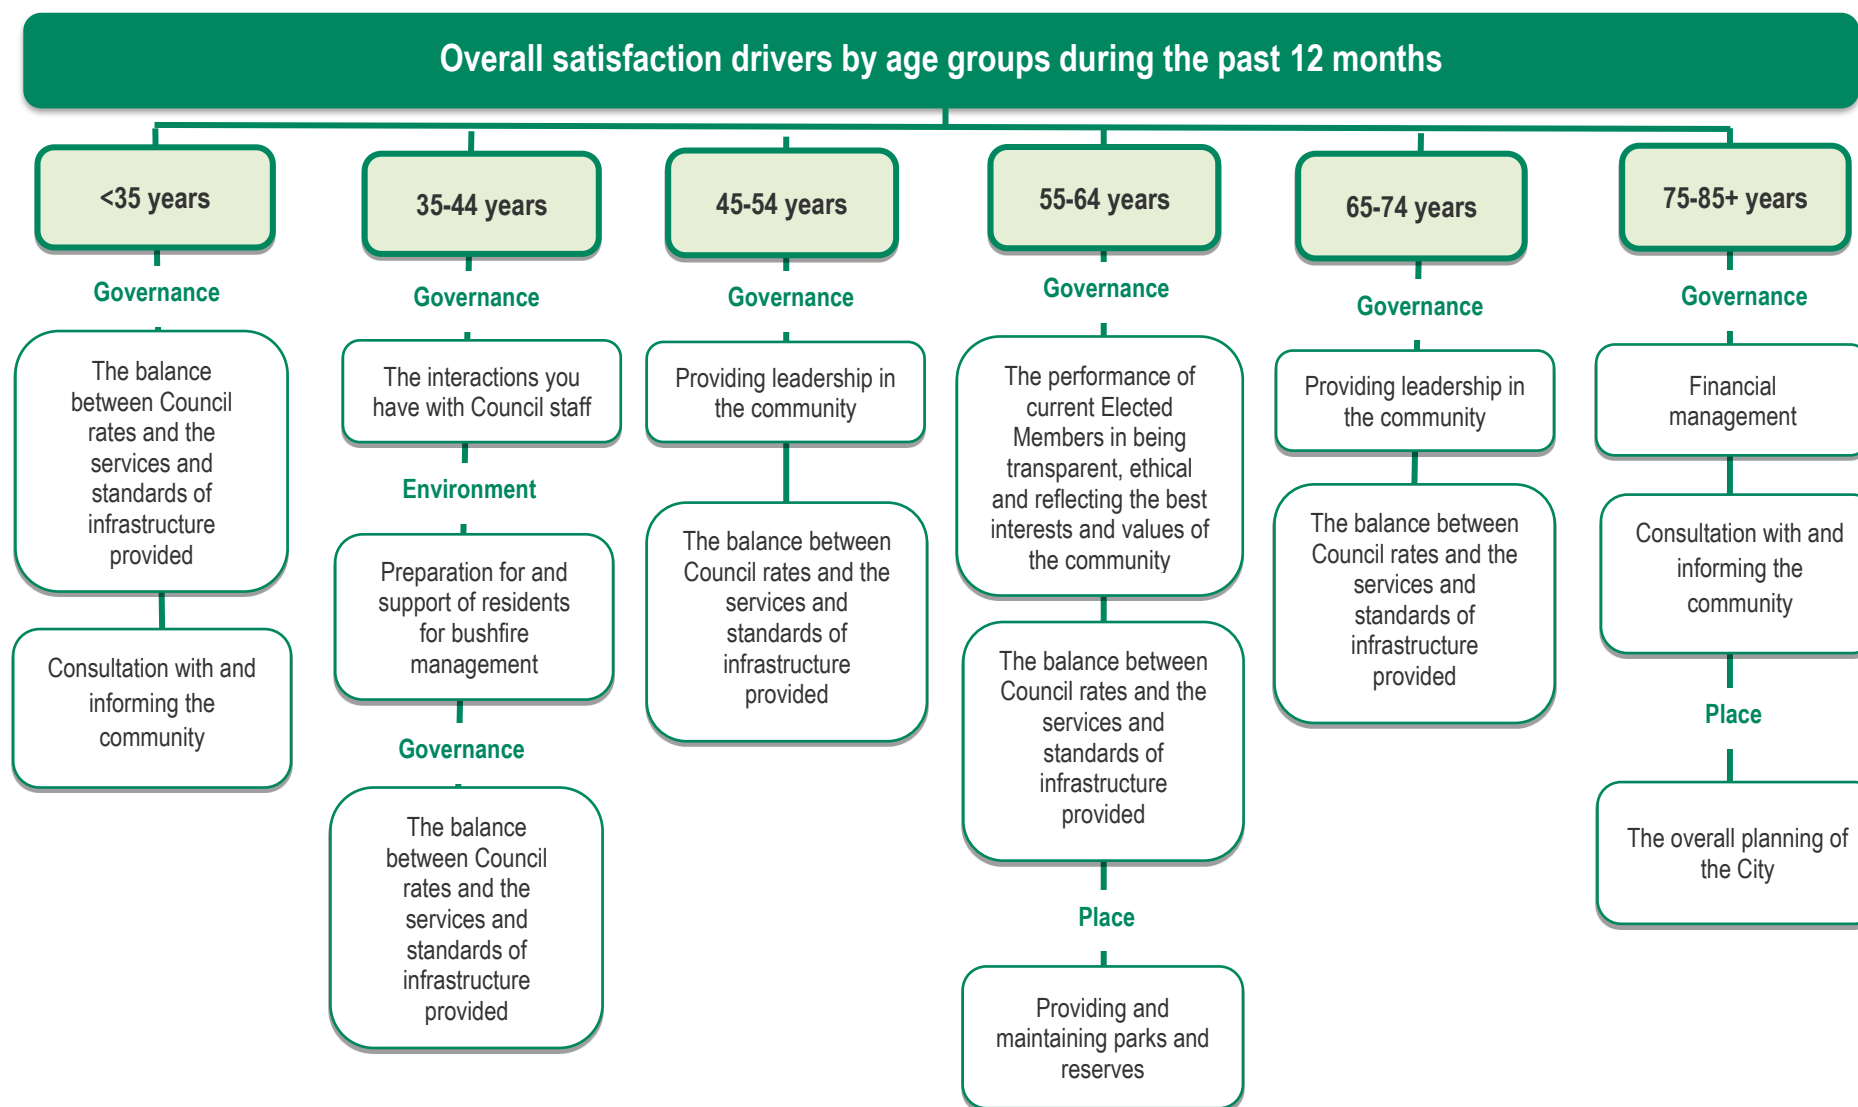 Overall satisfaction drivers by age groups during the past 12 months
<35 years
Governance
The balance
between Council
rates and the
services and
standards of
infrastructure
provided
Consultation with and
informing the
community
35-44 years
Governance
The interactions you
have with Council staff
Environment
Preparation for and
support of residents
for bushfire
management
Governance
The balance
between Council
rates and the
services and
standards of
infrastructure
provided
45-54 years
Governance
Providing leadership in
the community
The balance between
Council rates and the
services and
standards of
infrastructure
provided
55-64 years
Governance
The performance of
current Elected
Members in being
transparent, ethical
and reflecting the best
interests and values of
the community
The balance between
Council rates and the
services and
standards of
infrastructure
provided
Place
Providing and
maintaining parks and
reserves
65-74 years
Governance
Providing leadership in
the community
The balance between
Council rates and the
services and
standards of
infrastructure
provided
75-85+ years
Governance
Financial
management
Consultation with and
informing the
community
Place
The overall planning of
the City